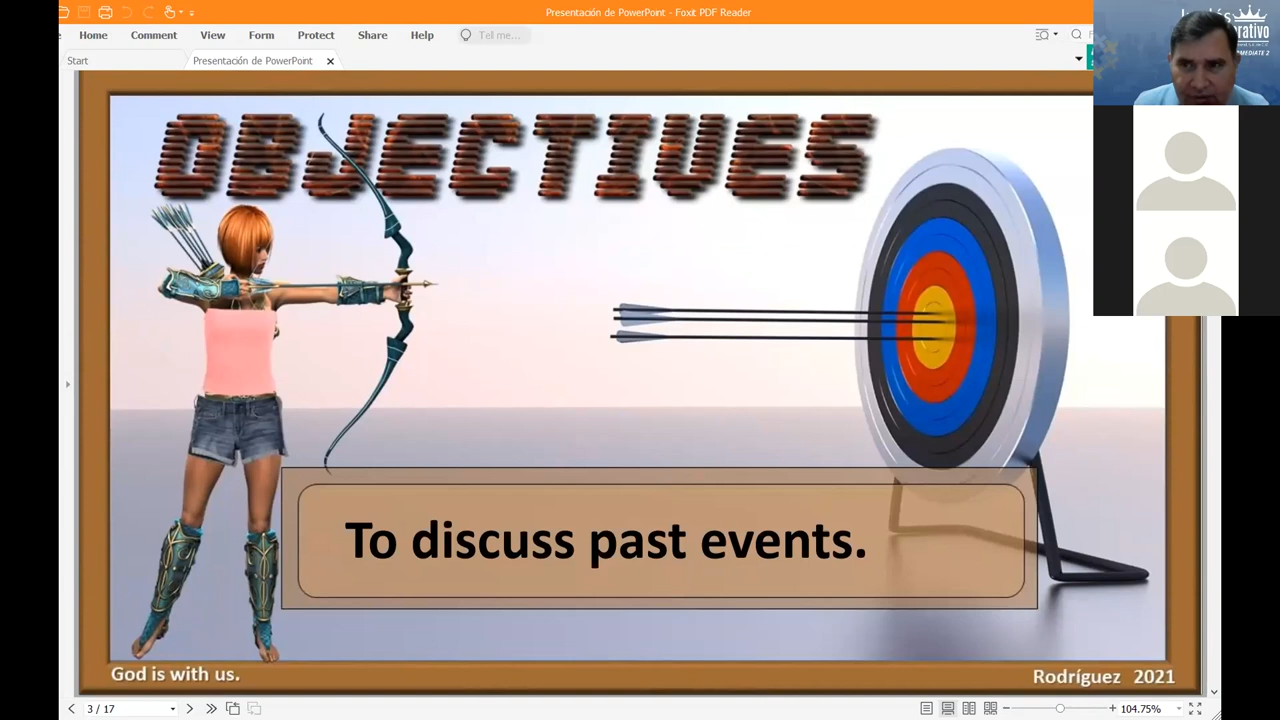 Presentación de PowerPoint - Foxit PDF Reader
Home Comment View Form Protect Share Help Tell me...
Start Presentación de PowerPoint
OBJECTIVES
To discuss past events.
God is with us.
Rodríguez 2021
3 / 17
104.75%